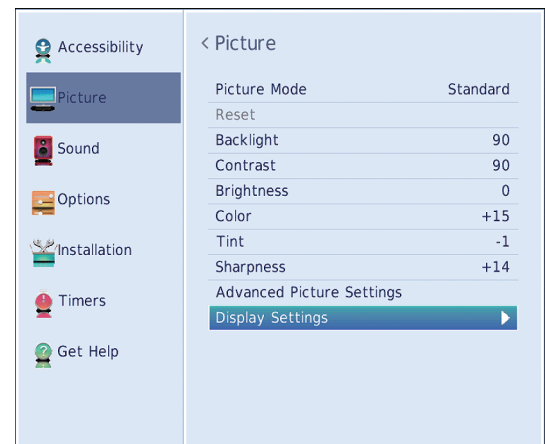 Accessibility
Picture
Sound
Options
Installation
Timers
Get Help
< Picture
Picture Mode Standard
Reset
Backlight 90
Contrast 90
Brightness 0
Color +15
Tint -1
Sharpness +14
Advanced Picture Settings
Display Settings